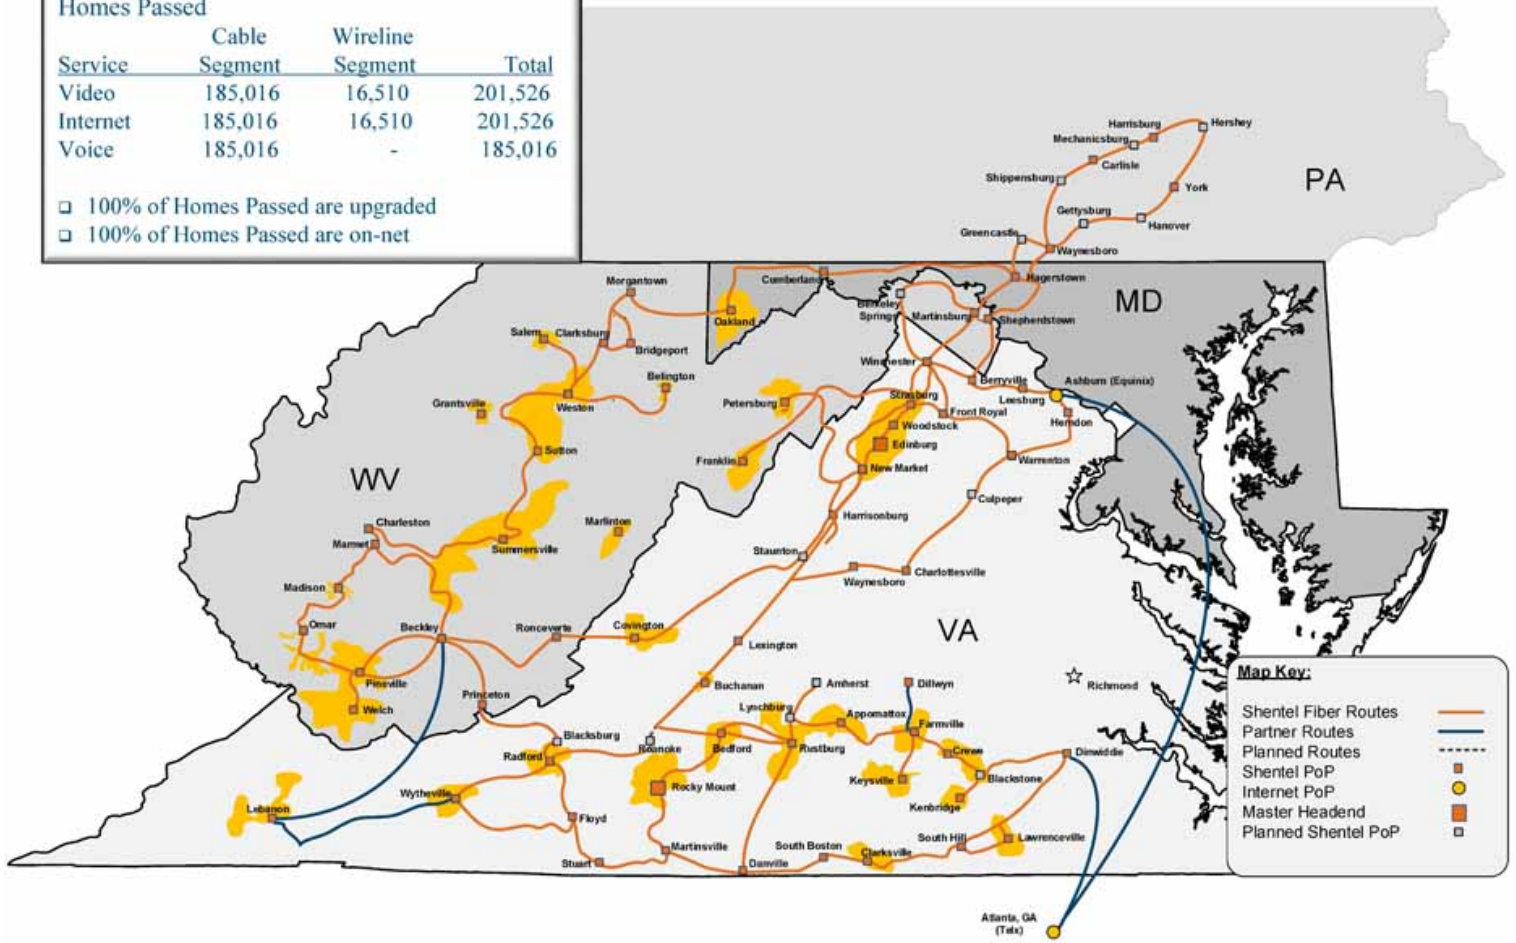 Homes Passed
Cable Wireline
Service Segment Segment Total
Video 185,016 16,510 201,526
Internet 185,016 16,510 201,526
Voice 185,016 - 185,016
❏ 100% of Homes Passed are upgraded
❏ 100% of Homes Passed are on-net
Harrisburg
Hershey
Mechanicsburg
Carlisle
Shippensburg
PA
York
Gettysburg
Hanover
Greencastle
Waynesboro
Morgantown
Cumberland
Hagerstown
MD
Berkeley
Springs
Martinsburg
Shepherdstown
Oakland
Salem
Clarksburg
Bridgeport
Winchester
Belington
Berryville
Ashburn (Equinix)
Leesburg
Grantsville
Weston
Petersburg
Strasburg
Front Royal
Herndon
Woodstock
Edinburg
Sutton
Franklin
New Market
Warrenton
WV
Culpeper
Charleston
Marmet
Marlinton
Harrisonburg
Summersville
Staunton
Waynesboro
Charlottesville
Madison
Omar
Beckley
Ronceverte
Covington
VA
Lexington
Pineville
Buchanan
Amherst
Dillwyn
Richmond
Princeton
Welch
Lynchburg
Appomattox
Farmville
Blacksburg
Roanoke
Bedford
Rustburg
Crewe
Dinwiddie
Radford
Rocky Mount
Keysville
Blackstone
Wytheville
Kenbridge
Lebanon
Floyd
South Hill
Lawrenceville
Martinsville
South Boston
Clarksville
Stuart
Danville
Atlanta, GA
(Telx)
Map Key:
Shentel Fiber Routes
Partner Routes
Planned Routes
Shentel PoP
Internet PoP
Master Headend
Planned Shentel PoP